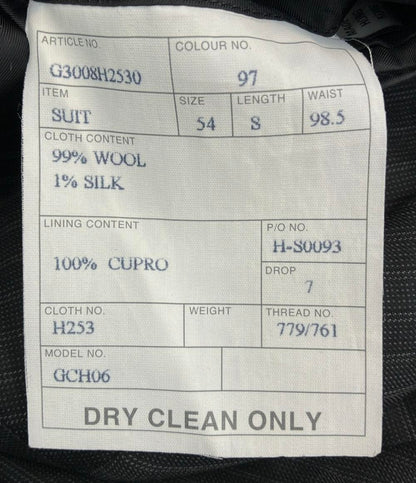 ARTICLE NO. COLOUR NO.
G3008H2530 97
ITEM SIZE LENGTH WAIST
SUIT 54 S 98.5
CLOTH CONTENT
99% WOOL
1% SILK
LINING CONTENT P/O NO.
100% CUPRO H-S0093
DROP
7
CLOTH NO. WEIGHT THREAD NO.
H253 779/761
MODEL NO.
GCH06
DRY CLEAN ONLY